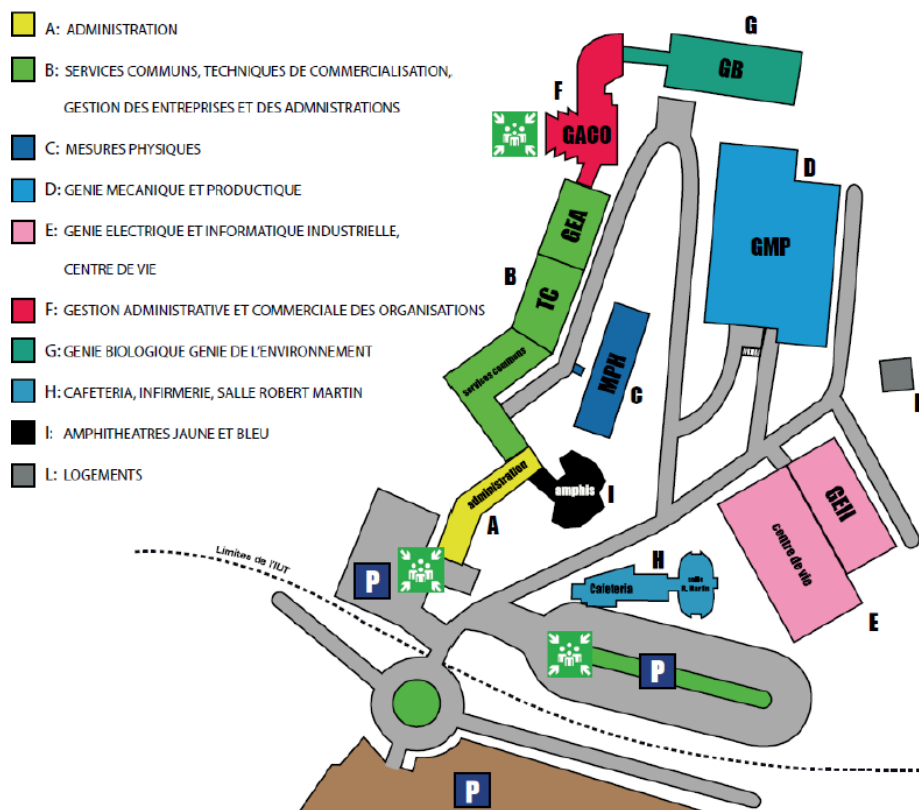 A: ADMINISTRATION
B: SERVICES COMMUNS, TECHNIQUES DE COMMERCIALISATION,
GESTION DES ENTREPRISES ET DES ADMNISTRATIONS
C: MESURES PHYSIQUES
D: GENIE MECANIQUE ET PRODUCTIQUE
E: GENIE ELECTRIQUE ET INFORMATIQUE INDUSTRIELLE,
CENTRE DE VIE
F: GESTION ADMINISTRATIVE ET COMMERCIALE DES ORGANISATIONS
G: GENIE BIOLOGIQUE GENIE DE L'ENVIRONNEMENT
H: CAFETERIA, INFIRMERIE, SALLE ROBERT MARTIN
I: AMPHITHEATRES JAUNE ET BLEU
L: LOGEMENTS
G
GB
F
GACO
D
GMP
GEA
B
TC
services communs
MPH
C
administration
A
amphis
I
GEII
centre de vie
E
H
Cafeteria
salle
R. Martin
Limites de l'IUT
P
P
P